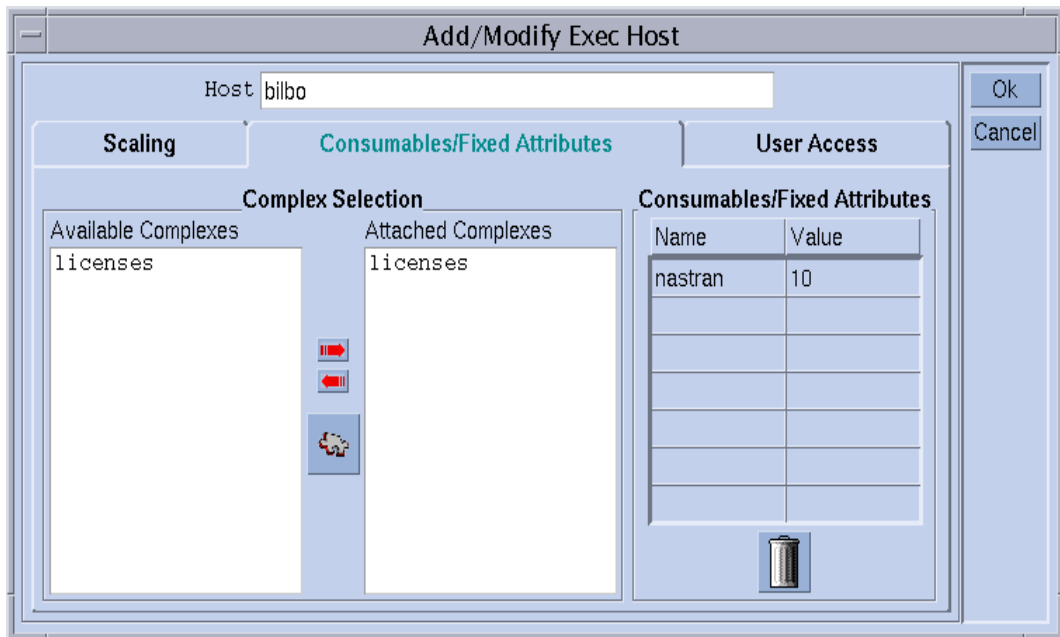 Add/Modify Exec Host
Host bilbo
Ok
Cancel
Scaling
Consumables/Fixed Attributes
User Access
Complex Selection
Available Complexes
licenses
Attached Complexes
licenses
Consumables/Fixed Attributes
Name Value
nastran 10